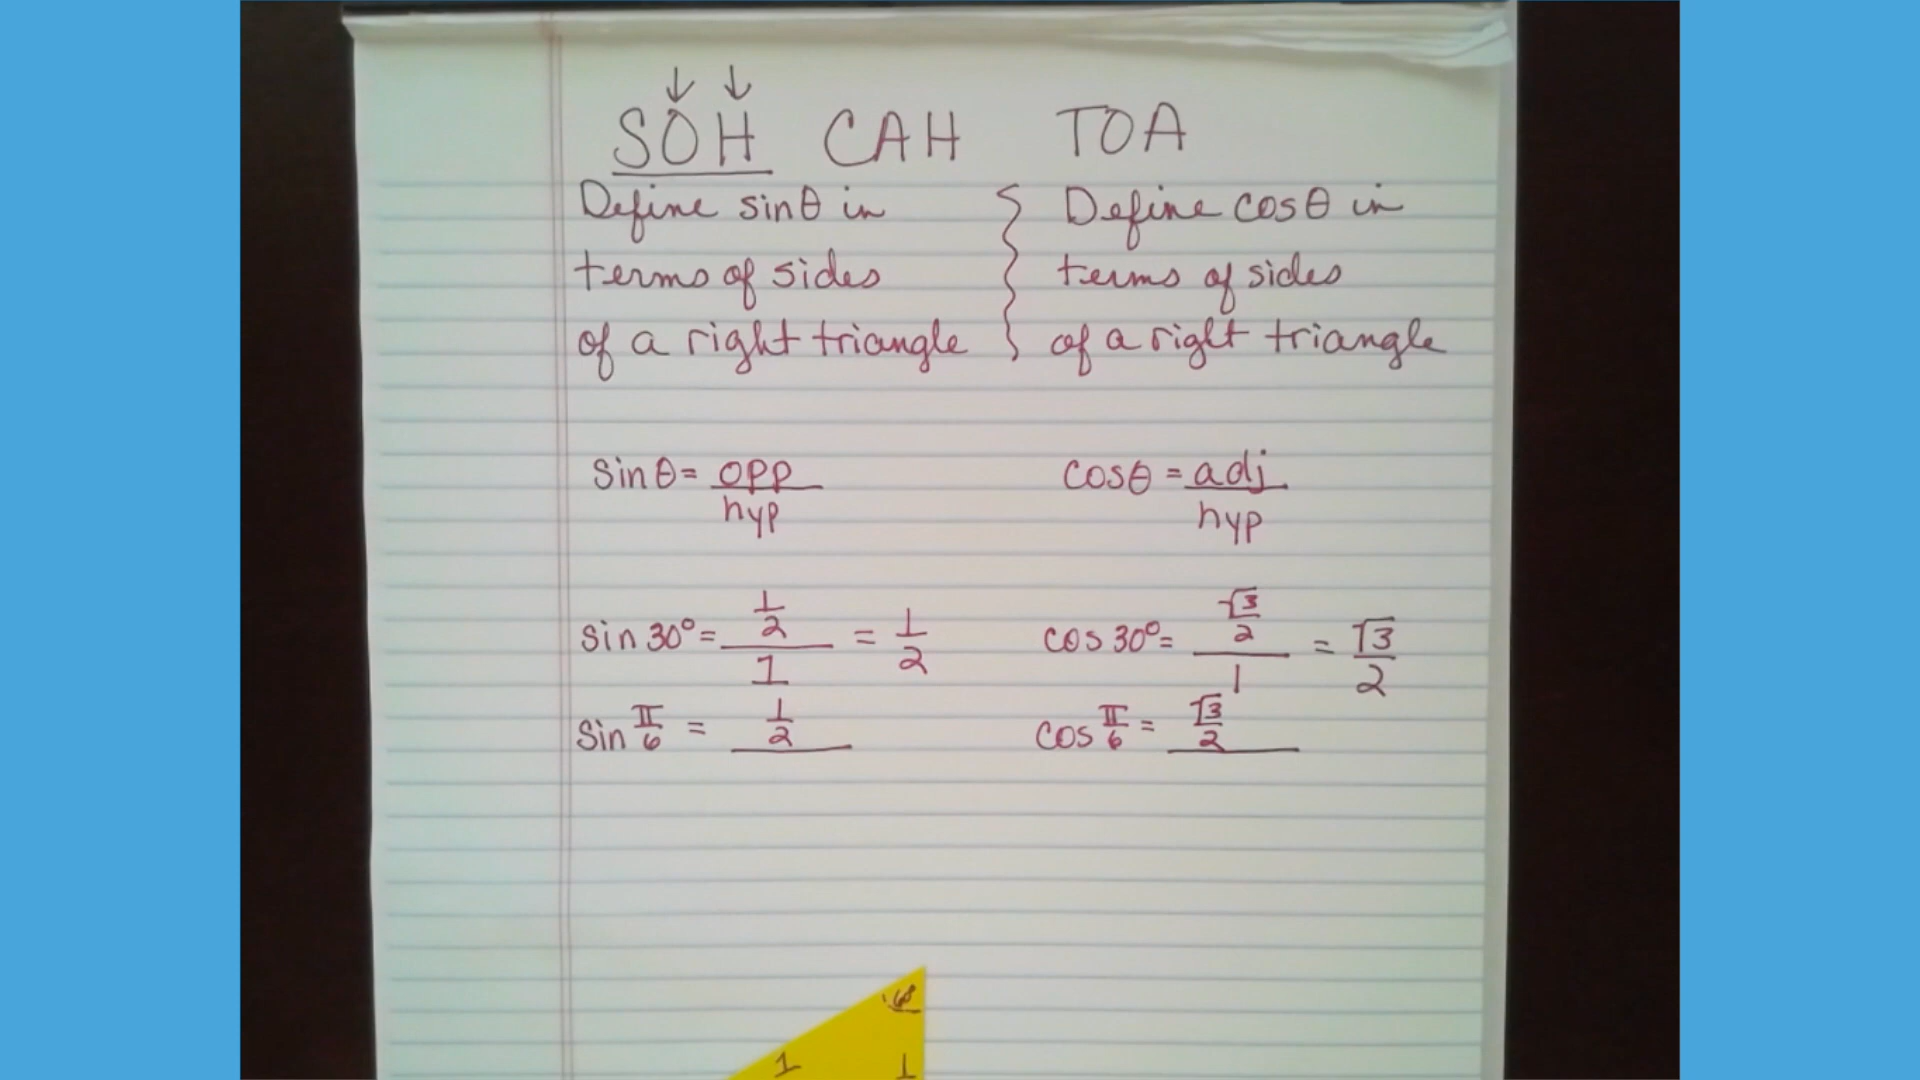 ↓ ↓
SOH CAH TOA
Define sinθ in
terms of sides
of a right triangle
Define cosθ in
terms of sides
of a right triangle
sinθ = opp/hyp
cosθ = adj/hyp
sin 30° = (1/2)/1 = 1/2
cos 30° = (√3/2)/1 = √3/2
sin π/6 = 1/2
cos π/6 = √3/2
60°
1 1